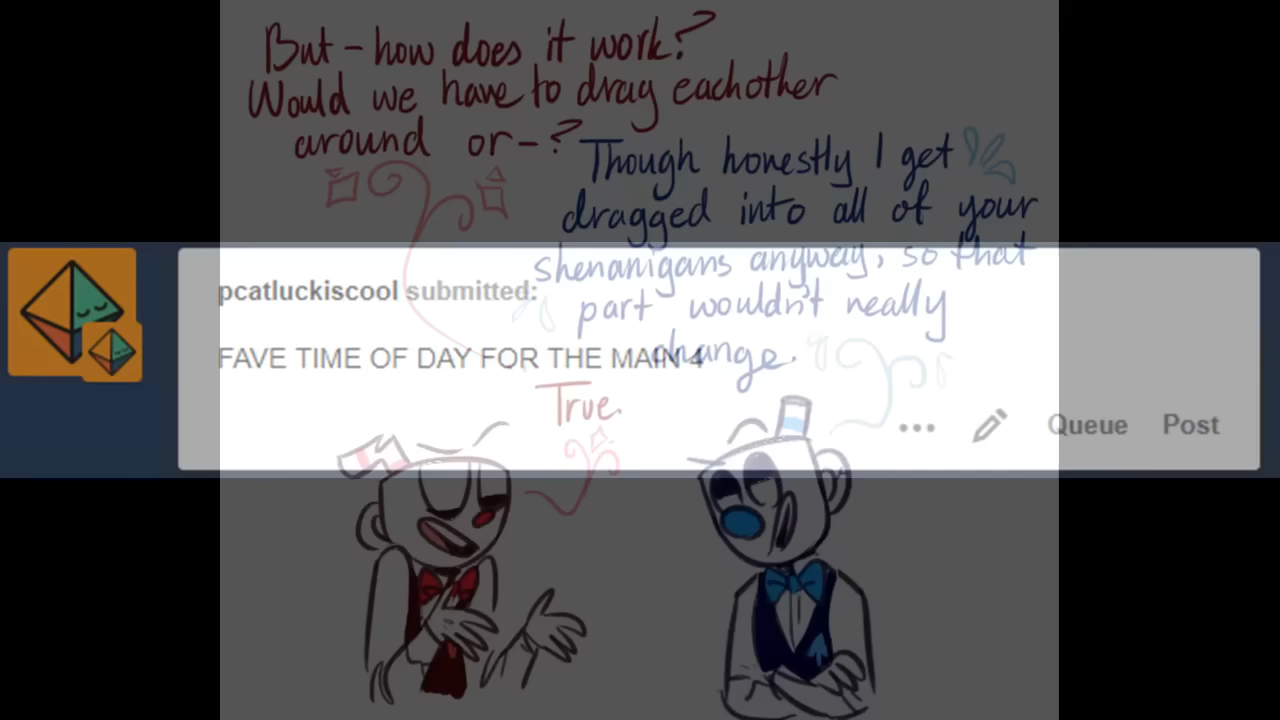 But - how does it work?
Would we have to drag eachother
around or - ?
Though honestly I get
dragged into all of your
shenanigans anyway, so that
part wouldn't neally
change.
pcatluckiscool submitted:
FAVE TIME OF DAY FOR THE MAIN 4
True.
... Queue Post